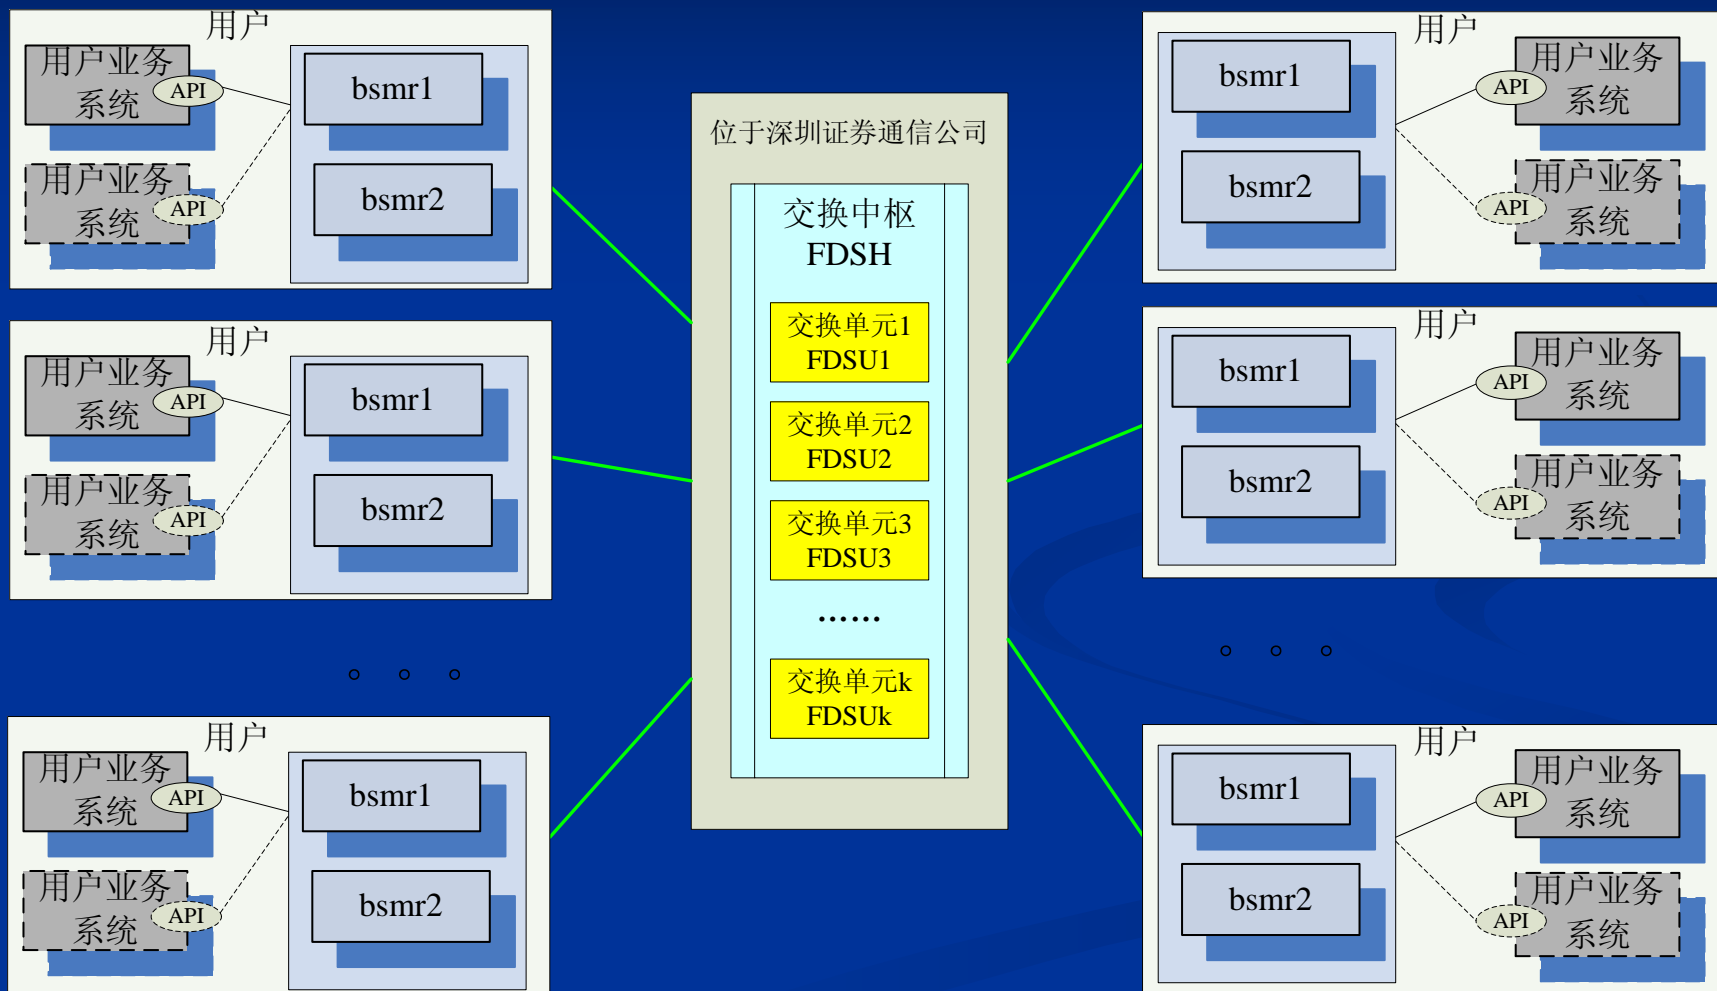 用户
用户业务
系统
API
用户业务
系统
API
bsmr1
bsmr2
用户
用户业务
系统
API
用户业务
系统
API
bsmr1
bsmr2
。 。 。
用户
用户业务
系统
API
用户业务
系统
API
bsmr1
bsmr2
位于深圳证券通信公司
交换中枢
FDSH
交换单元1
FDSU1
交换单元2
FDSU2
交换单元3
FDSU3
……
交换单元k
FDSUk
用户
bsmr1
bsmr2
用户业务
系统
API
用户业务
系统
API
用户
bsmr1
bsmr2
用户业务
系统
API
用户业务
系统
API
。 。 。
用户
bsmr1
bsmr2
用户业务
系统
API
用户业务
系统
API